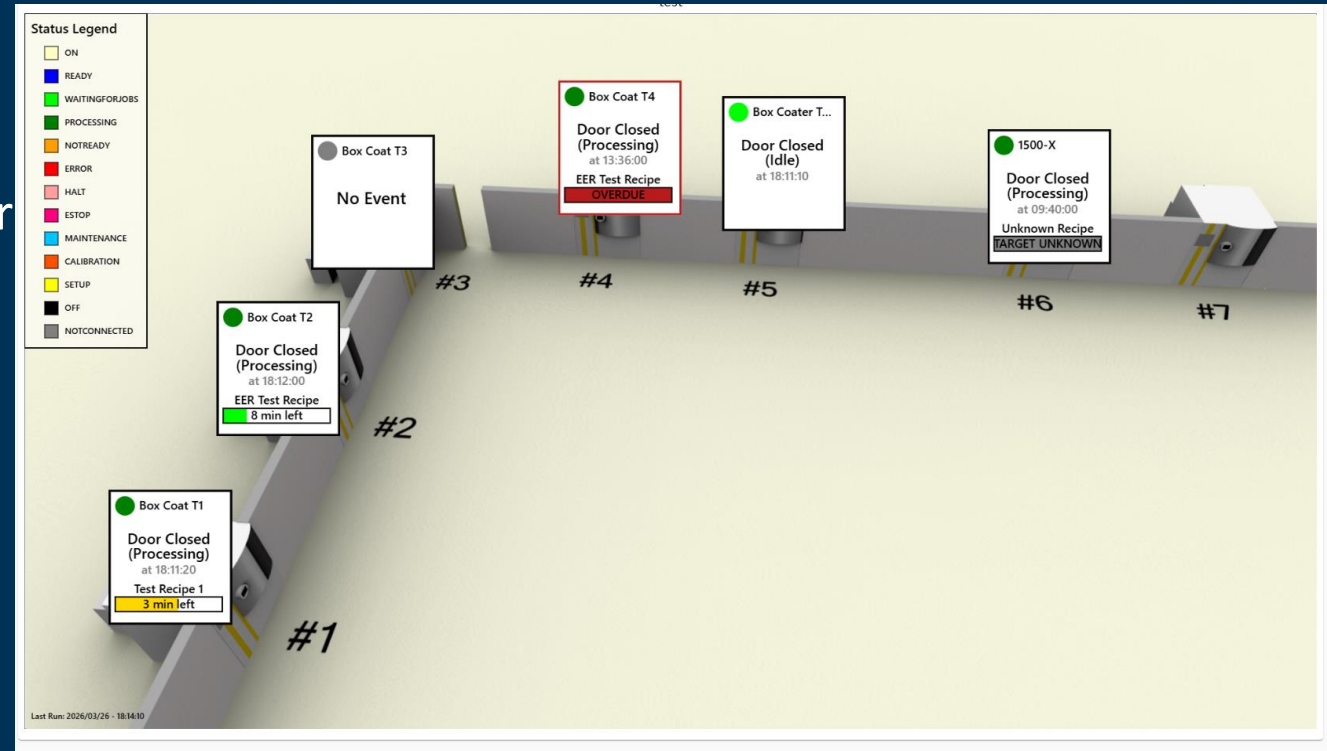 test
Status Legend
ON
READY
WAITINGFORJOBS
PROCESSING
NOTREADY
ERROR
HALT
ESTOP
MAINTENANCE
CALIBRATION
SETUP
OFF
NOTCONNECTED
r
Box Coat T3
No Event
Box Coat T4
Door Closed
(Processing)
at 13:36:00
EER Test Recipe
OVERDUE
Box Coater T...
Door Closed
(Idle)
at 18:11:10
1500-X
Door Closed
(Processing)
at 09:40:00
Unknown Recipe
TARGET UNKNOWN
#3
#4
#5
#6
#7
Box Coat T2
Door Closed
(Processing)
at 18:12:00
EER Test Recipe
8 min left
#2
Box Coat T1
Door Closed
(Processing)
at 18:11:20
Test Recipe 1
3 min left
#1
Last Run: 2026/03/26 - 18:14:10